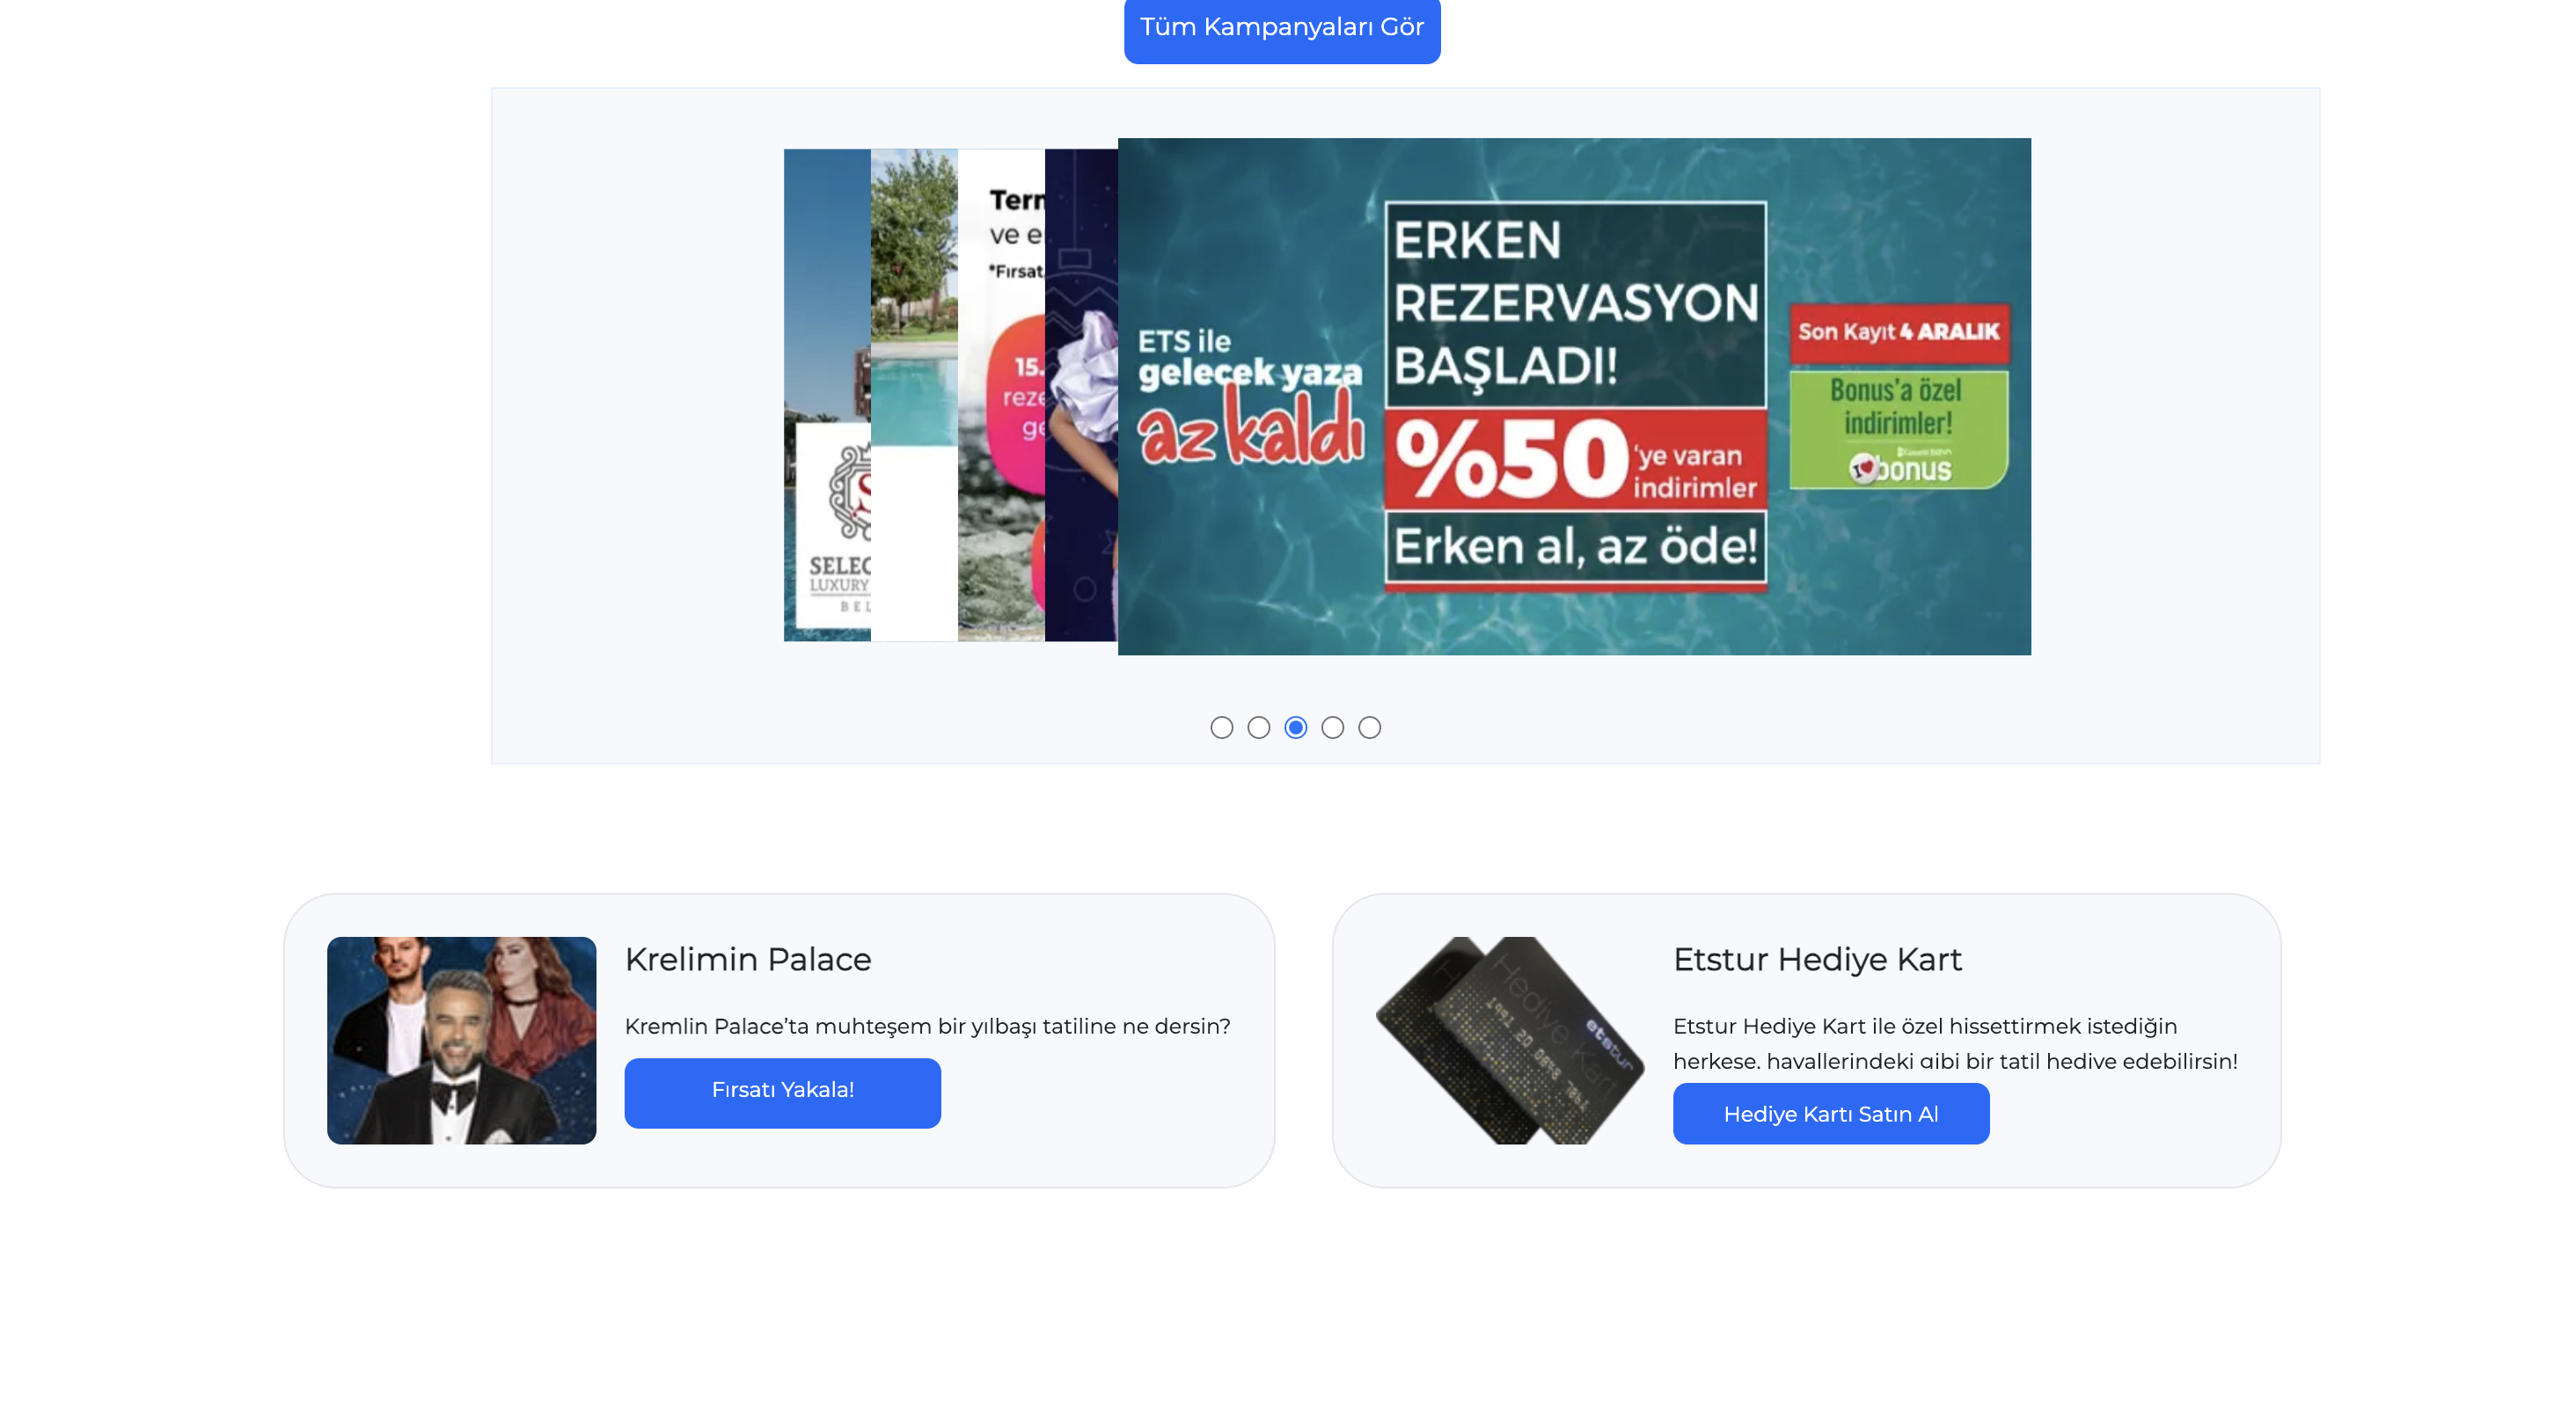 Tüm Kampanyaları Gör
ve e
*Fırsat
15.
reze
SELEC
LUXURY
BEL
ETS ile
gelecek yaza
az kaldı
ERKEN
REZERVASYON
BAŞLADI!
%50 'ye varan
indirimler
Erken al, az öde!
Son Kayıt 4 ARALIK
Bonus'a özel
indirimler!
bonus
Krelimin Palace
Kremlin Palace’ta muhteşem bir yılbaşı tatiline ne dersin?
Fırsatı Yakala!
Hediye Kart
etstur
Etstur Hediye Kart
Etstur Hediye Kart ile özel hissettirmek istediğin
herkese, hayallerindeki gibi bir tatil hediye edebilirsin!
Hediye Kartı Satın Al